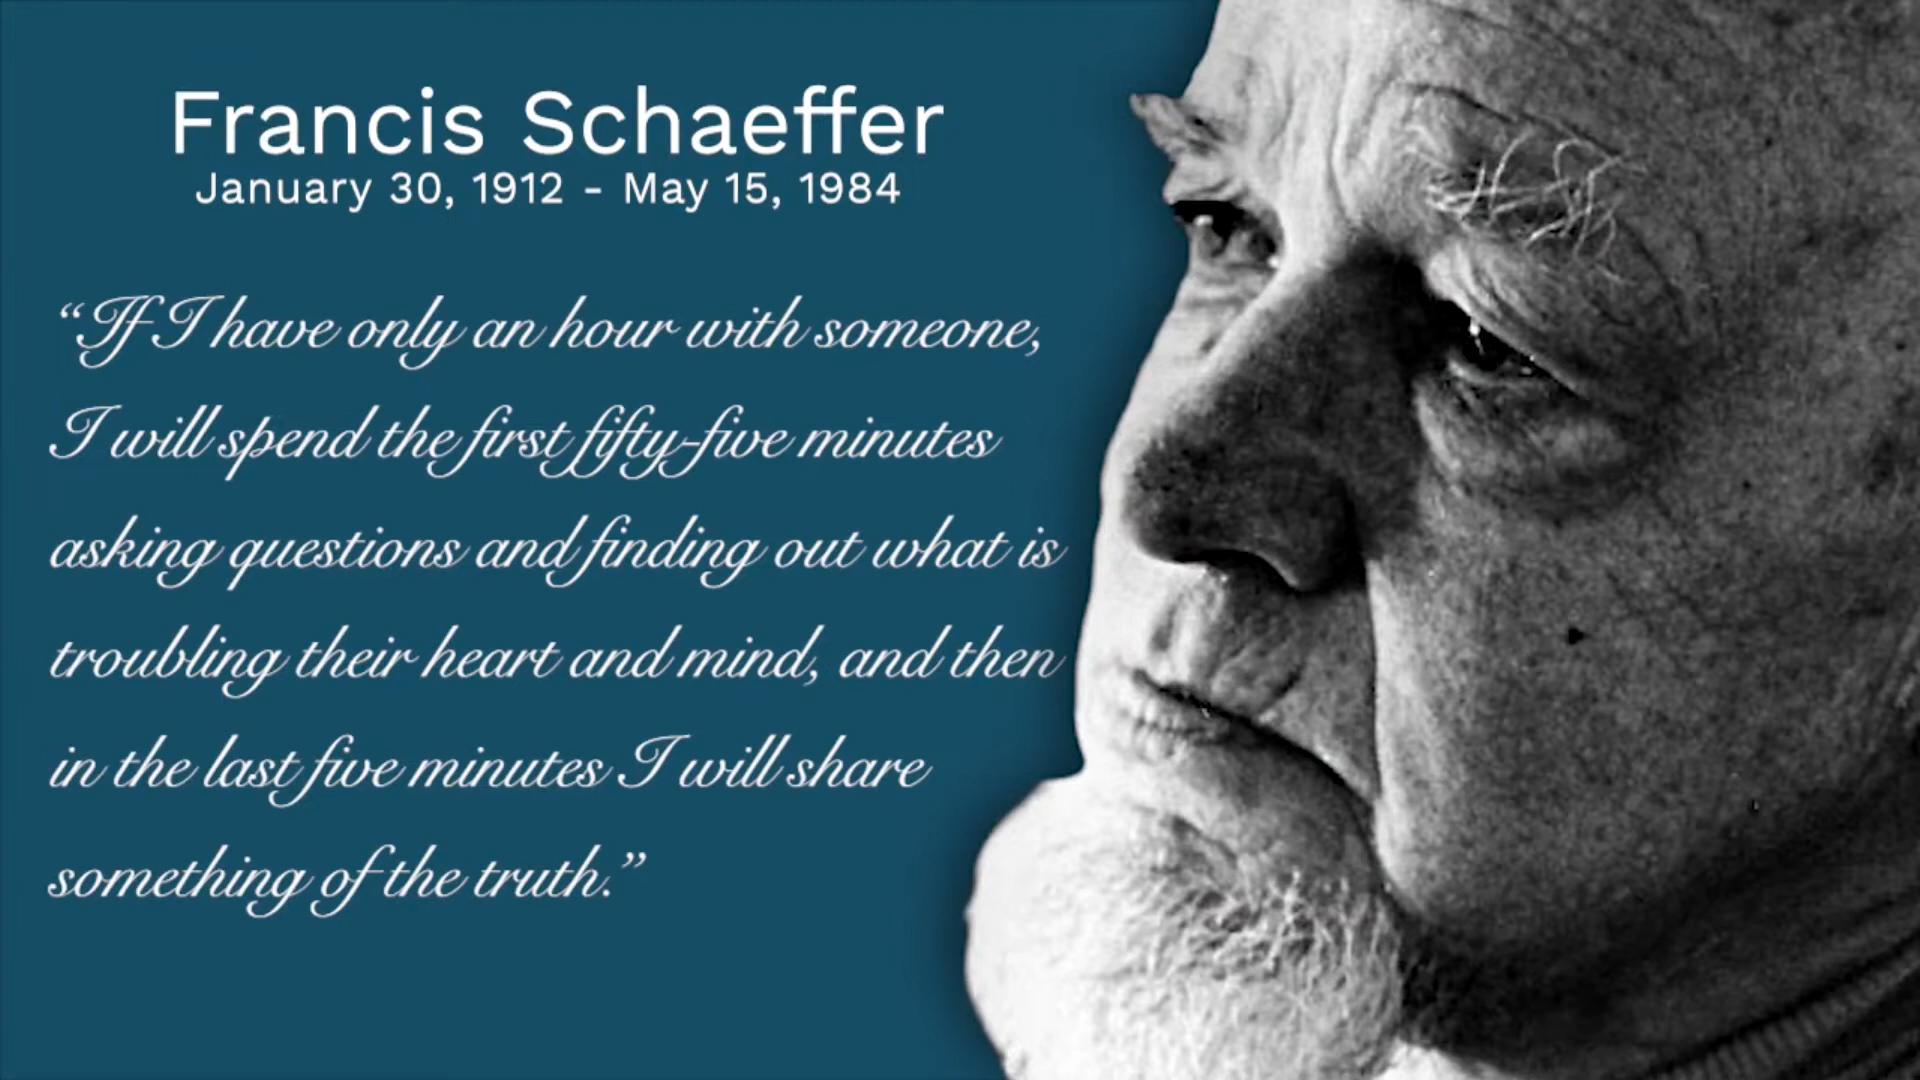 Francis Schaeffer
January 30, 1912 - May 15, 1984
“If I have only an hour with someone,
I will spend the first fifty-five minutes
asking questions and finding out what is
troubling their heart and mind, and then
in the last five minutes I will share
something of the truth.”